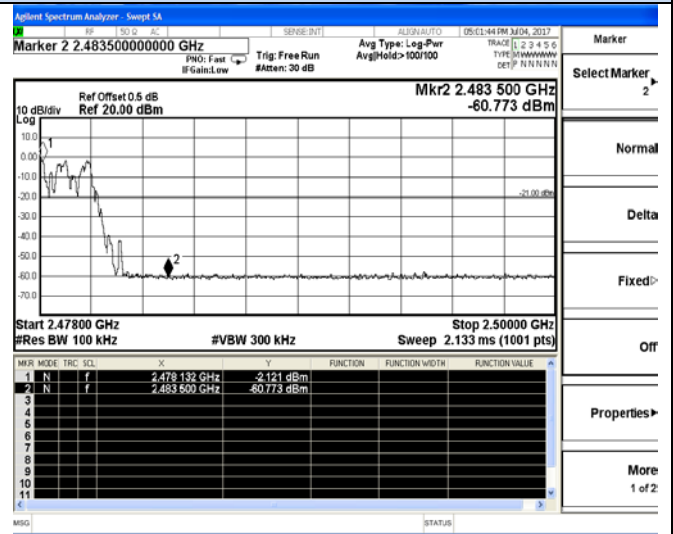 Agilent Spectrum Analyzer - Swept SA
RF 50 Ω AC SENSE:INT ALIGNAUTO 05:01:44 PM Jul 04, 2017
Marker 2 2.483500000000 GHz
PNO: Fast
IFGain:Low
Trig: Free Run
#Atten: 30 dB
Avg Type: Log-Pwr
Avg|Hold:>100/100
TRACE 1 2 3 4 5 6
TYPE MWWWWW
DET P N N N N N
Ref Offset 0.5 dB
10 dB/div Ref 20.00 dBm
Log
Mkr2 2.483 500 GHz
-60.773 dBm
10.0
0.00
-10.0
-20.0
-30.0
-40.0
-50.0
-60.0
-70.0
1
2
-21.00 dBm
Start 2.47800 GHz Stop 2.50000 GHz
#Res BW 100 kHz #VBW 300 kHz Sweep 2.133 ms (1001 pts)
MKR MODE TRC SCL X Y FUNCTION FUNCTION WIDTH FUNCTION VALUE
1 N f 2.478 132 GHz -2.121 dBm
2 N f 2.483 500 GHz -60.773 dBm
3
4
5
6
7
8
9
10
11
MSG STATUS
Marker
Select Marker
2
Normal
Delta
Fixed
Off
Properties
More
1 of 2